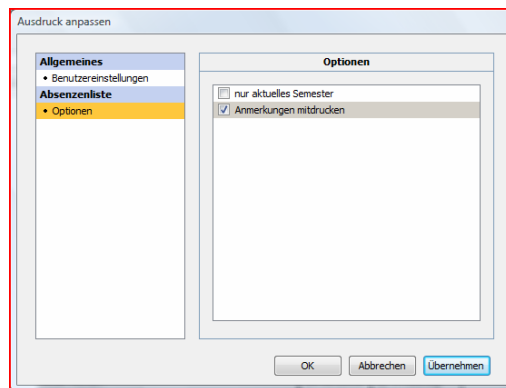 Ausdruck anpassen
Allgemeines
• Benutzereinstellungen
Absenzenliste
• Optionen
Optionen
nur aktuelles Semester
Anmerkungen mitdrucken
OK
Abbrechen
Übernehmen